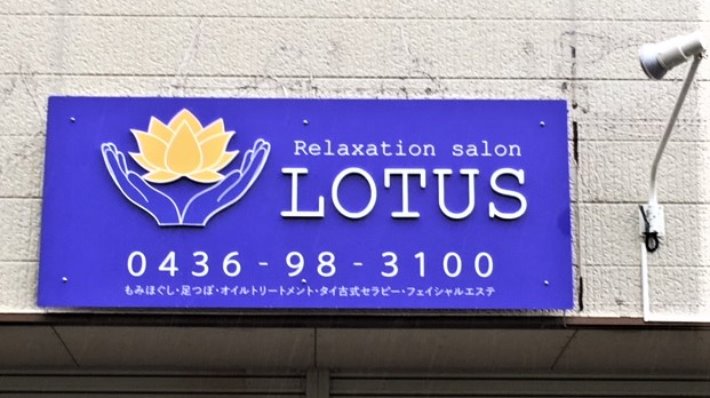 Relaxation salon
LOTUS
0436-98-3100
もみほぐし・足つぼ・オイルトリートメント・タイ古式セラピー・フェイシャルエステ